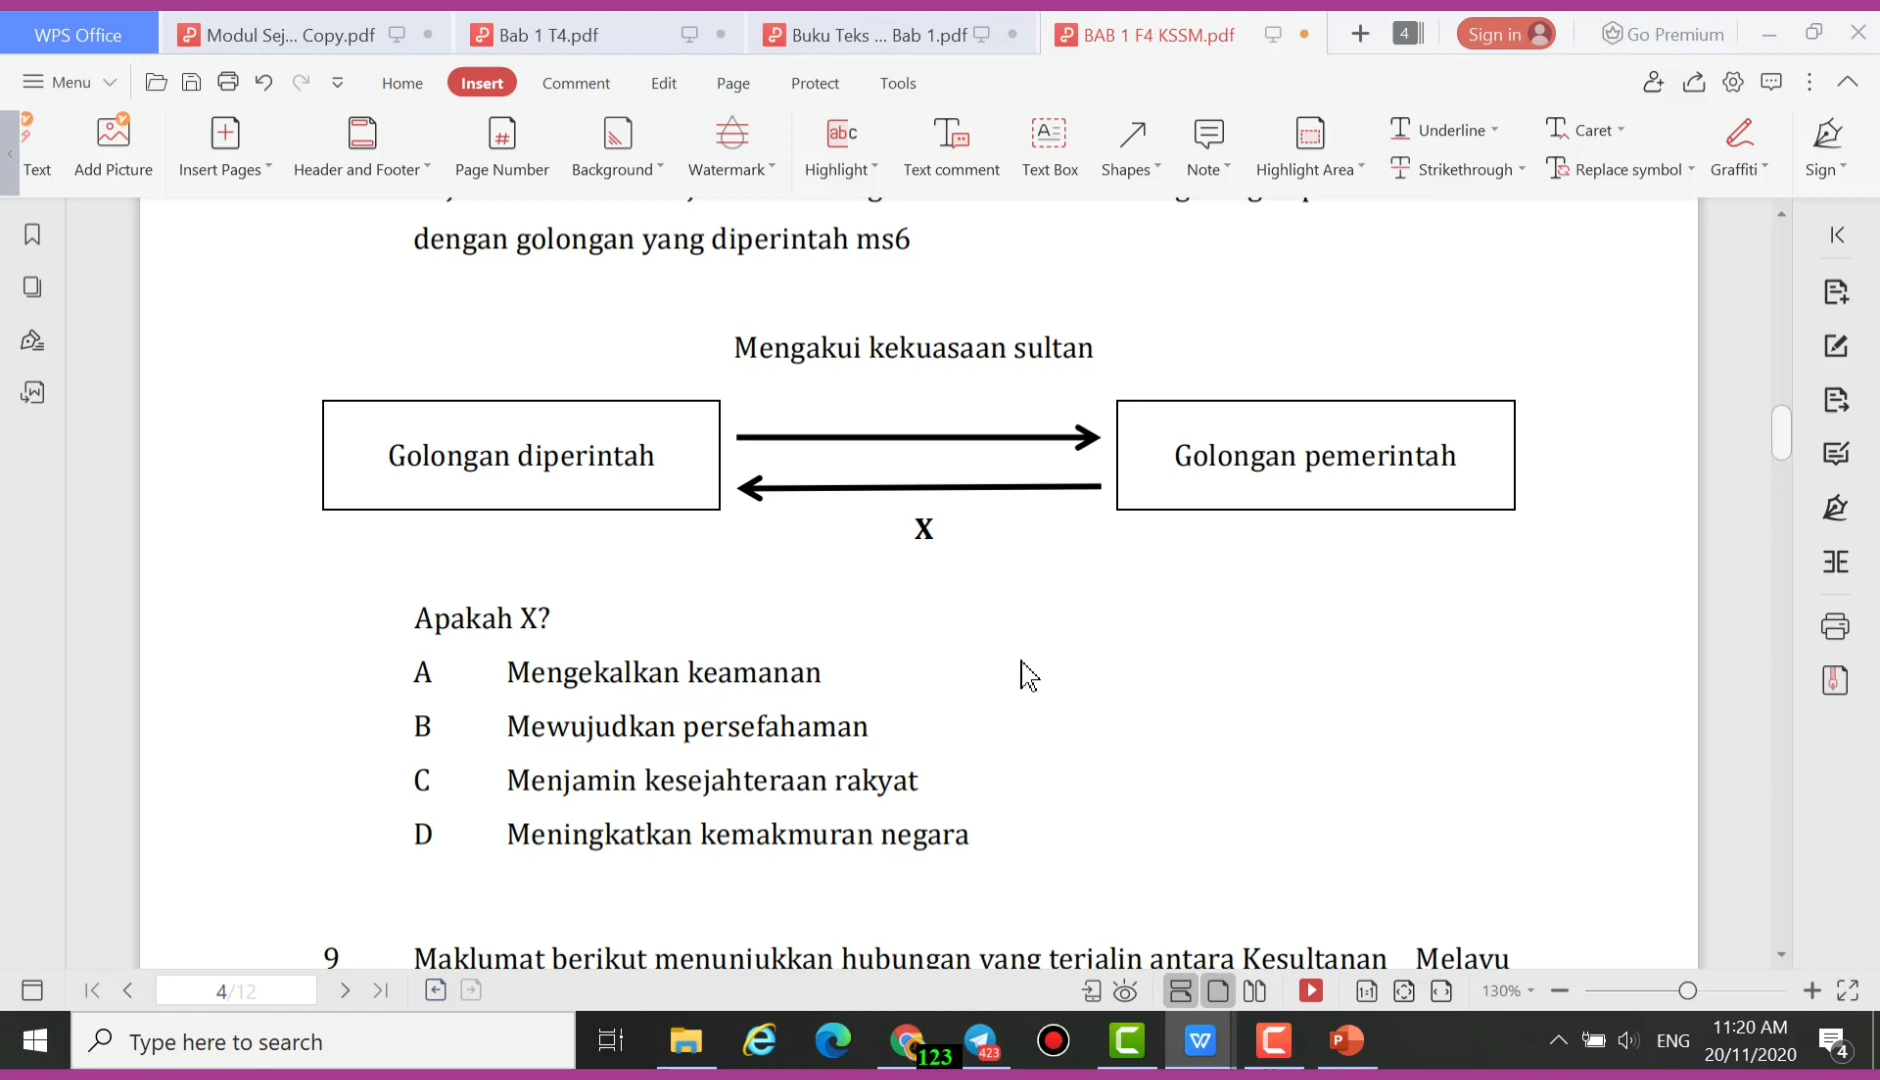 WPS Office
Modul Sej... Copy.pdf
Bab 1 T4.pdf
Buku Teks ... Bab 1.pdf
BAB 1 F4 KSSM.pdf
4
Sign in
Go Premium
Menu
Home
Insert
Comment
Edit
Page
Protect
Tools
Text
Add Picture
Insert Pages
Header and Footer
Page Number
Background
Watermark
Highlight
Text comment
Text Box
Shapes
Note
Highlight Area
Underline
Strikethrough
Caret
Replace symbol
Graffiti
Sign
dengan golongan yang diperintah ms6
Mengakui kekuasaan sultan
Golongan diperintah
Golongan pemerintah
X
Apakah X?
A Mengekalkan keamanan
B Mewujudkan persefahaman
C Menjamin kesejahteraan rakyat
D Meningkatkan kemakmuran negara
9 Maklumat berikut menunjukkan hubungan yang terjalin antara Kesultanan Melayu
4/12
130%
Type here to search
123
423
ENG
11:20 AM
20/11/2020
4